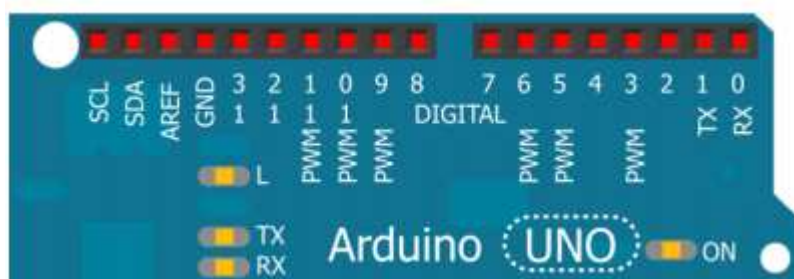 SCL SDA AREF GND 13 12 11 10 9 8 7 6 5 4 3 2 1 0
DIGITAL
PWM PWM PWM PWM PWM PWM TX RX
L
TX
RX
Arduino UNO ON